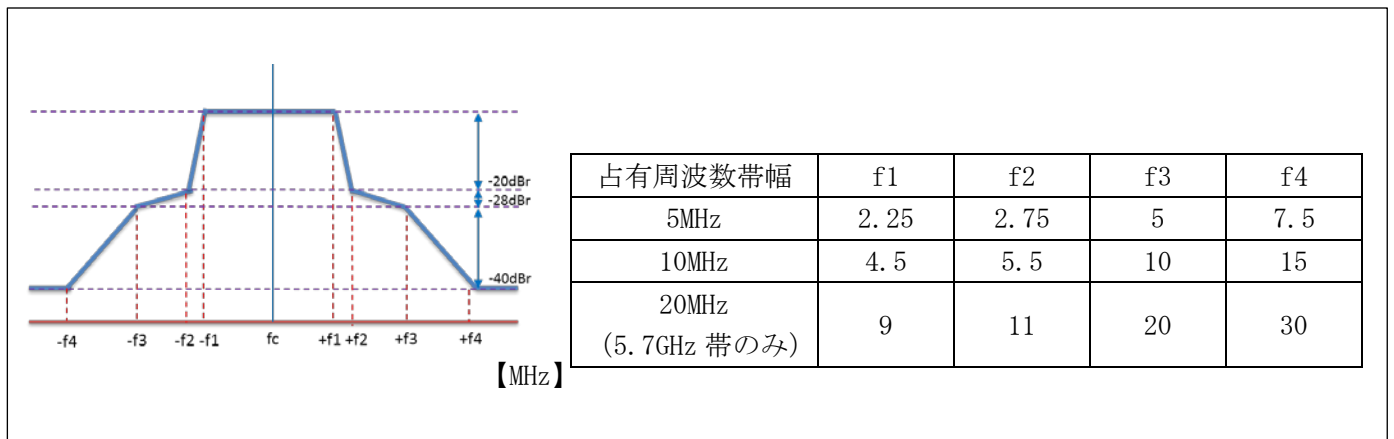 -20dBr
-28dBr
-40dBr
-f4 -f3 -f2 -f1 fc +f1 +f2 +f3 +f4
【MHz】
占有周波数帯幅 f1 f2 f3 f4
5MHz 2.25 2.75 5 7.5
10MHz 4.5 5.5 10 15
20MHz
(5.7GHz 帯のみ) 9 11 20 30